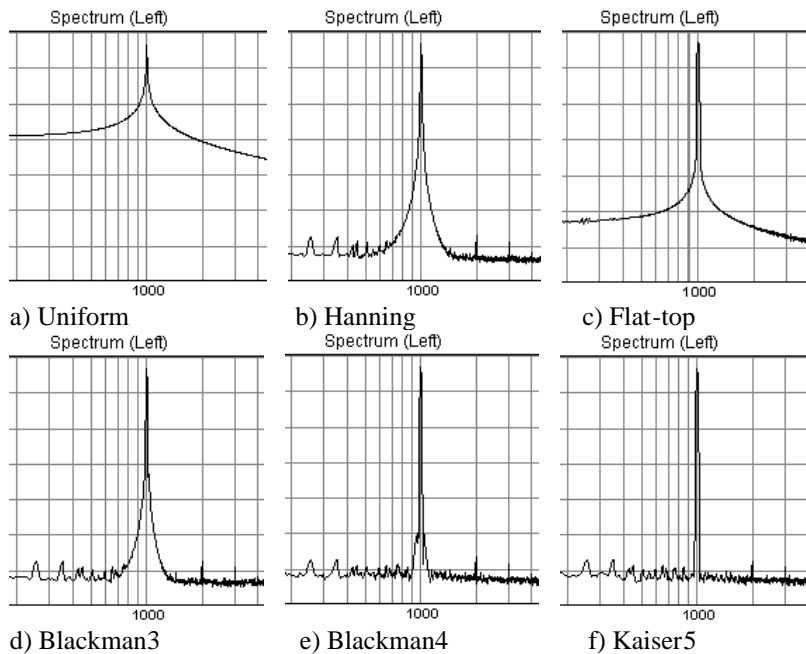 Spectrum (Left)
Spectrum (Left)
Spectrum (Left)
1000
1000
1000
a) Uniform
b) Hanning
c) Flat-top
Spectrum (Left)
Spectrum (Left)
Spectrum (Left)
1000
1000
1000
d) Blackman3
e) Blackman4
f) Kaiser5